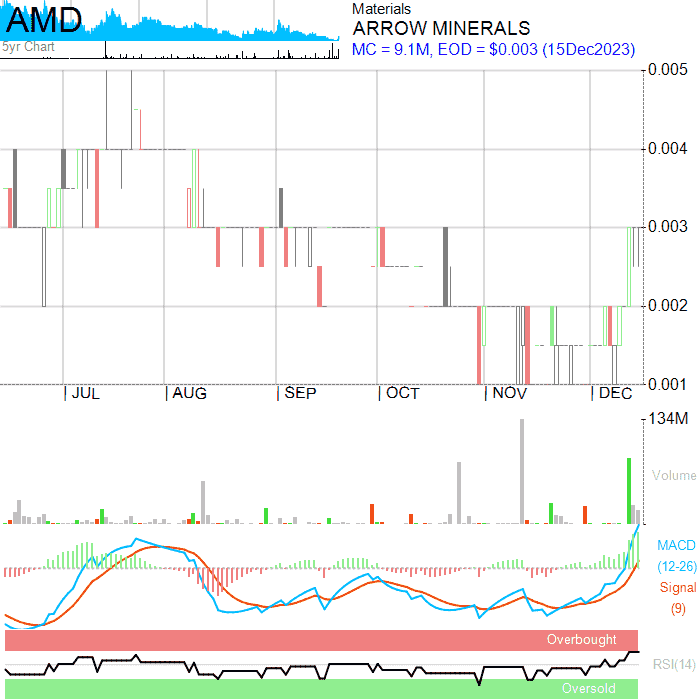 AMD
5yr Chart
Materials
ARROW MINERALS
MC = 9.1M, EOD = $0.003 (15Dec2023)
0.005
0.004
0.003
0.002
0.001
| JUL | AUG | SEP | OCT | NOV | DEC
134M
Volume
MACD
(12-26)
Signal
(9)
Overbought
RSI(14)
Oversold